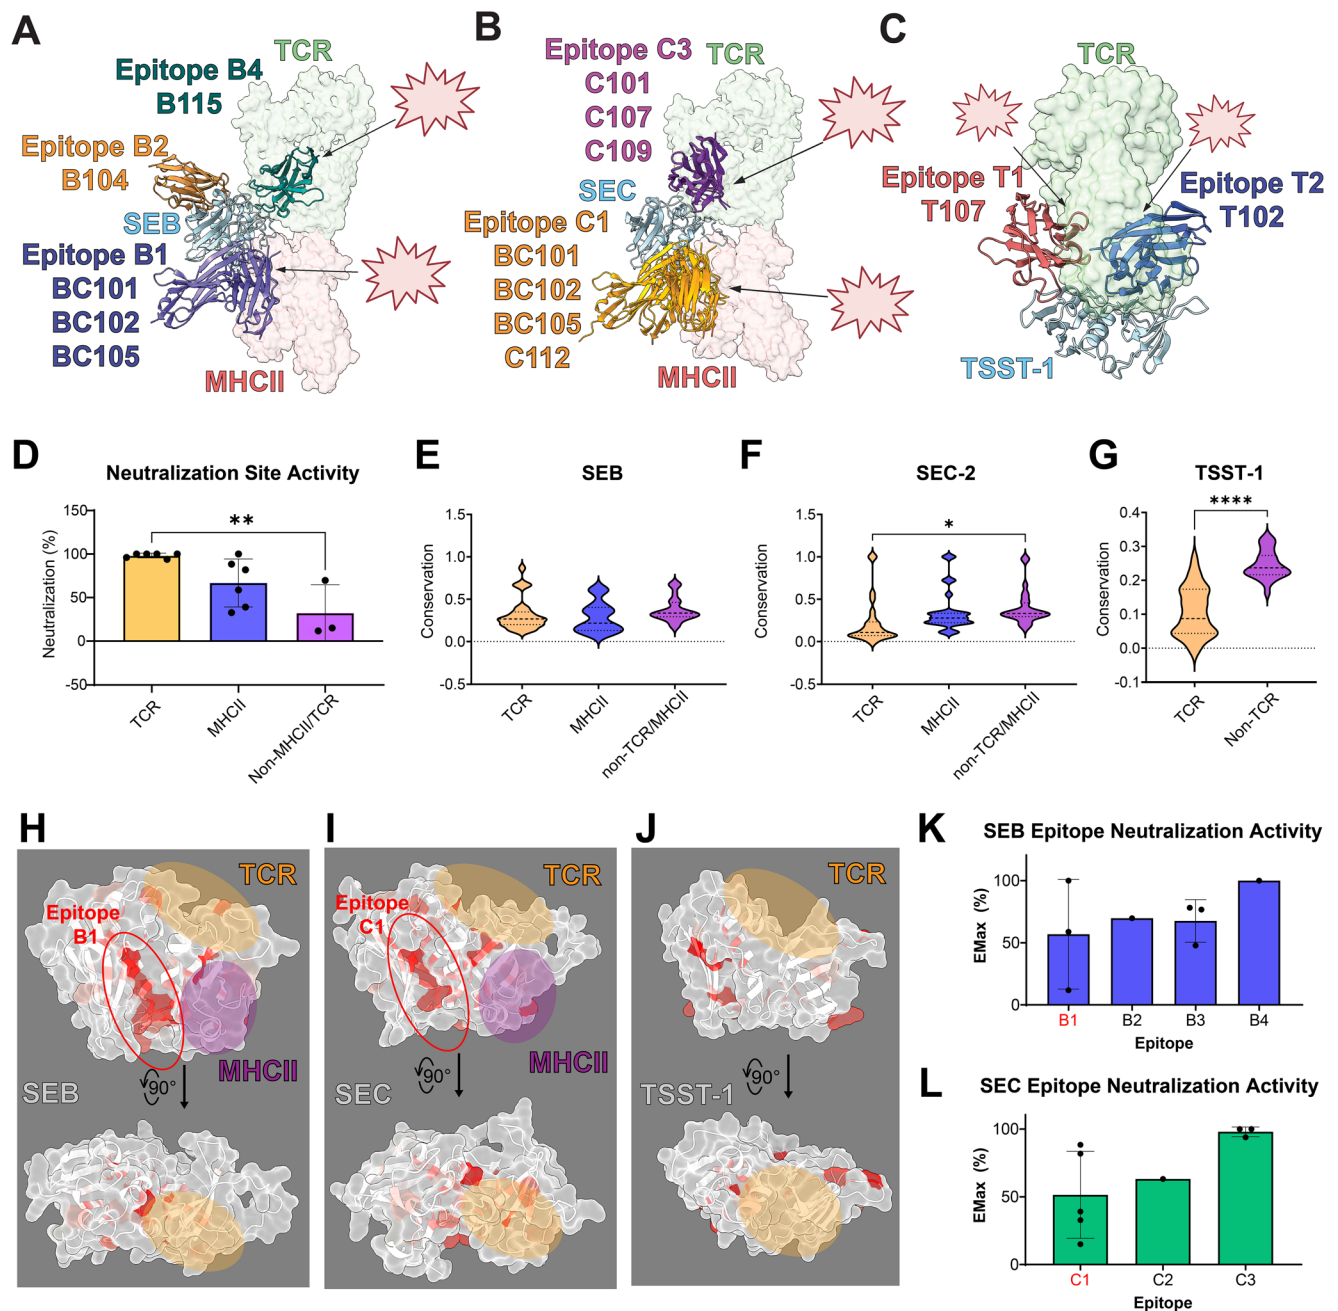 A
TCR
Epitope B4
B115
Epitope B2
B104
SEB
Epitope B1
BC101
BC102
BC105
MHCII
B
Epitope C3
TCR
C101
C107
C109
SEC
Epitope C1
BC101
BC102
BC105
C112
MHCII
C
TCR
Epitope T1
T107
Epitope T2
T102
TSST-1
D
Neutralization Site Activity
**
Neutralization (%)
150
100
50
0
-50
TCR
MHCII
Non-MHCII/TCR
E
SEB
Conservation
1.5
1.0
0.5
0.0
-0.5
TCR
MHCII
non-TCR/MHCII
F
SEC-2
*
Conservation
1.5
1.0
0.5
0.0
-0.5
TCR
MHCII
non-TCR/MHCII
G
TSST-1
****
Conservation
0.4
0.3
0.2
0.1
0.0
-0.1
TCR
Non-TCR
H
TCR
Epitope
B1
MHCII
90°
SEB
I
TCR
Epitope
C1
MHCII
90°
SEC
J
TCR
90°
TSST-1
K
SEB Epitope Neutralization Activity
EMax (%)
100
50
0
B1
B2
B3
B4
Epitope
L
SEC Epitope Neutralization Activity
EMax (%)
100
50
0
C1
C2
C3
Epitope